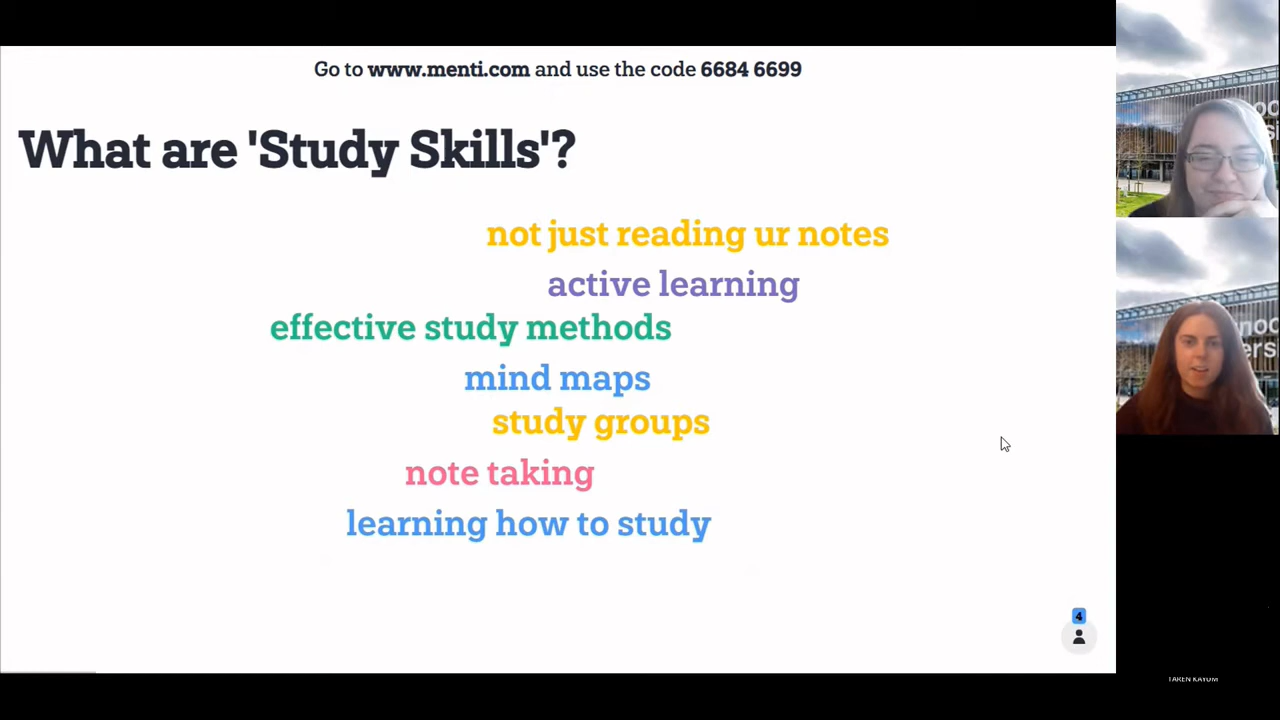 Go to www.menti.com and use the code 6684 6699
What are 'Study Skills'?
not just reading ur notes
active learning
effective study methods
mind maps
study groups
note taking
learning how to study
4